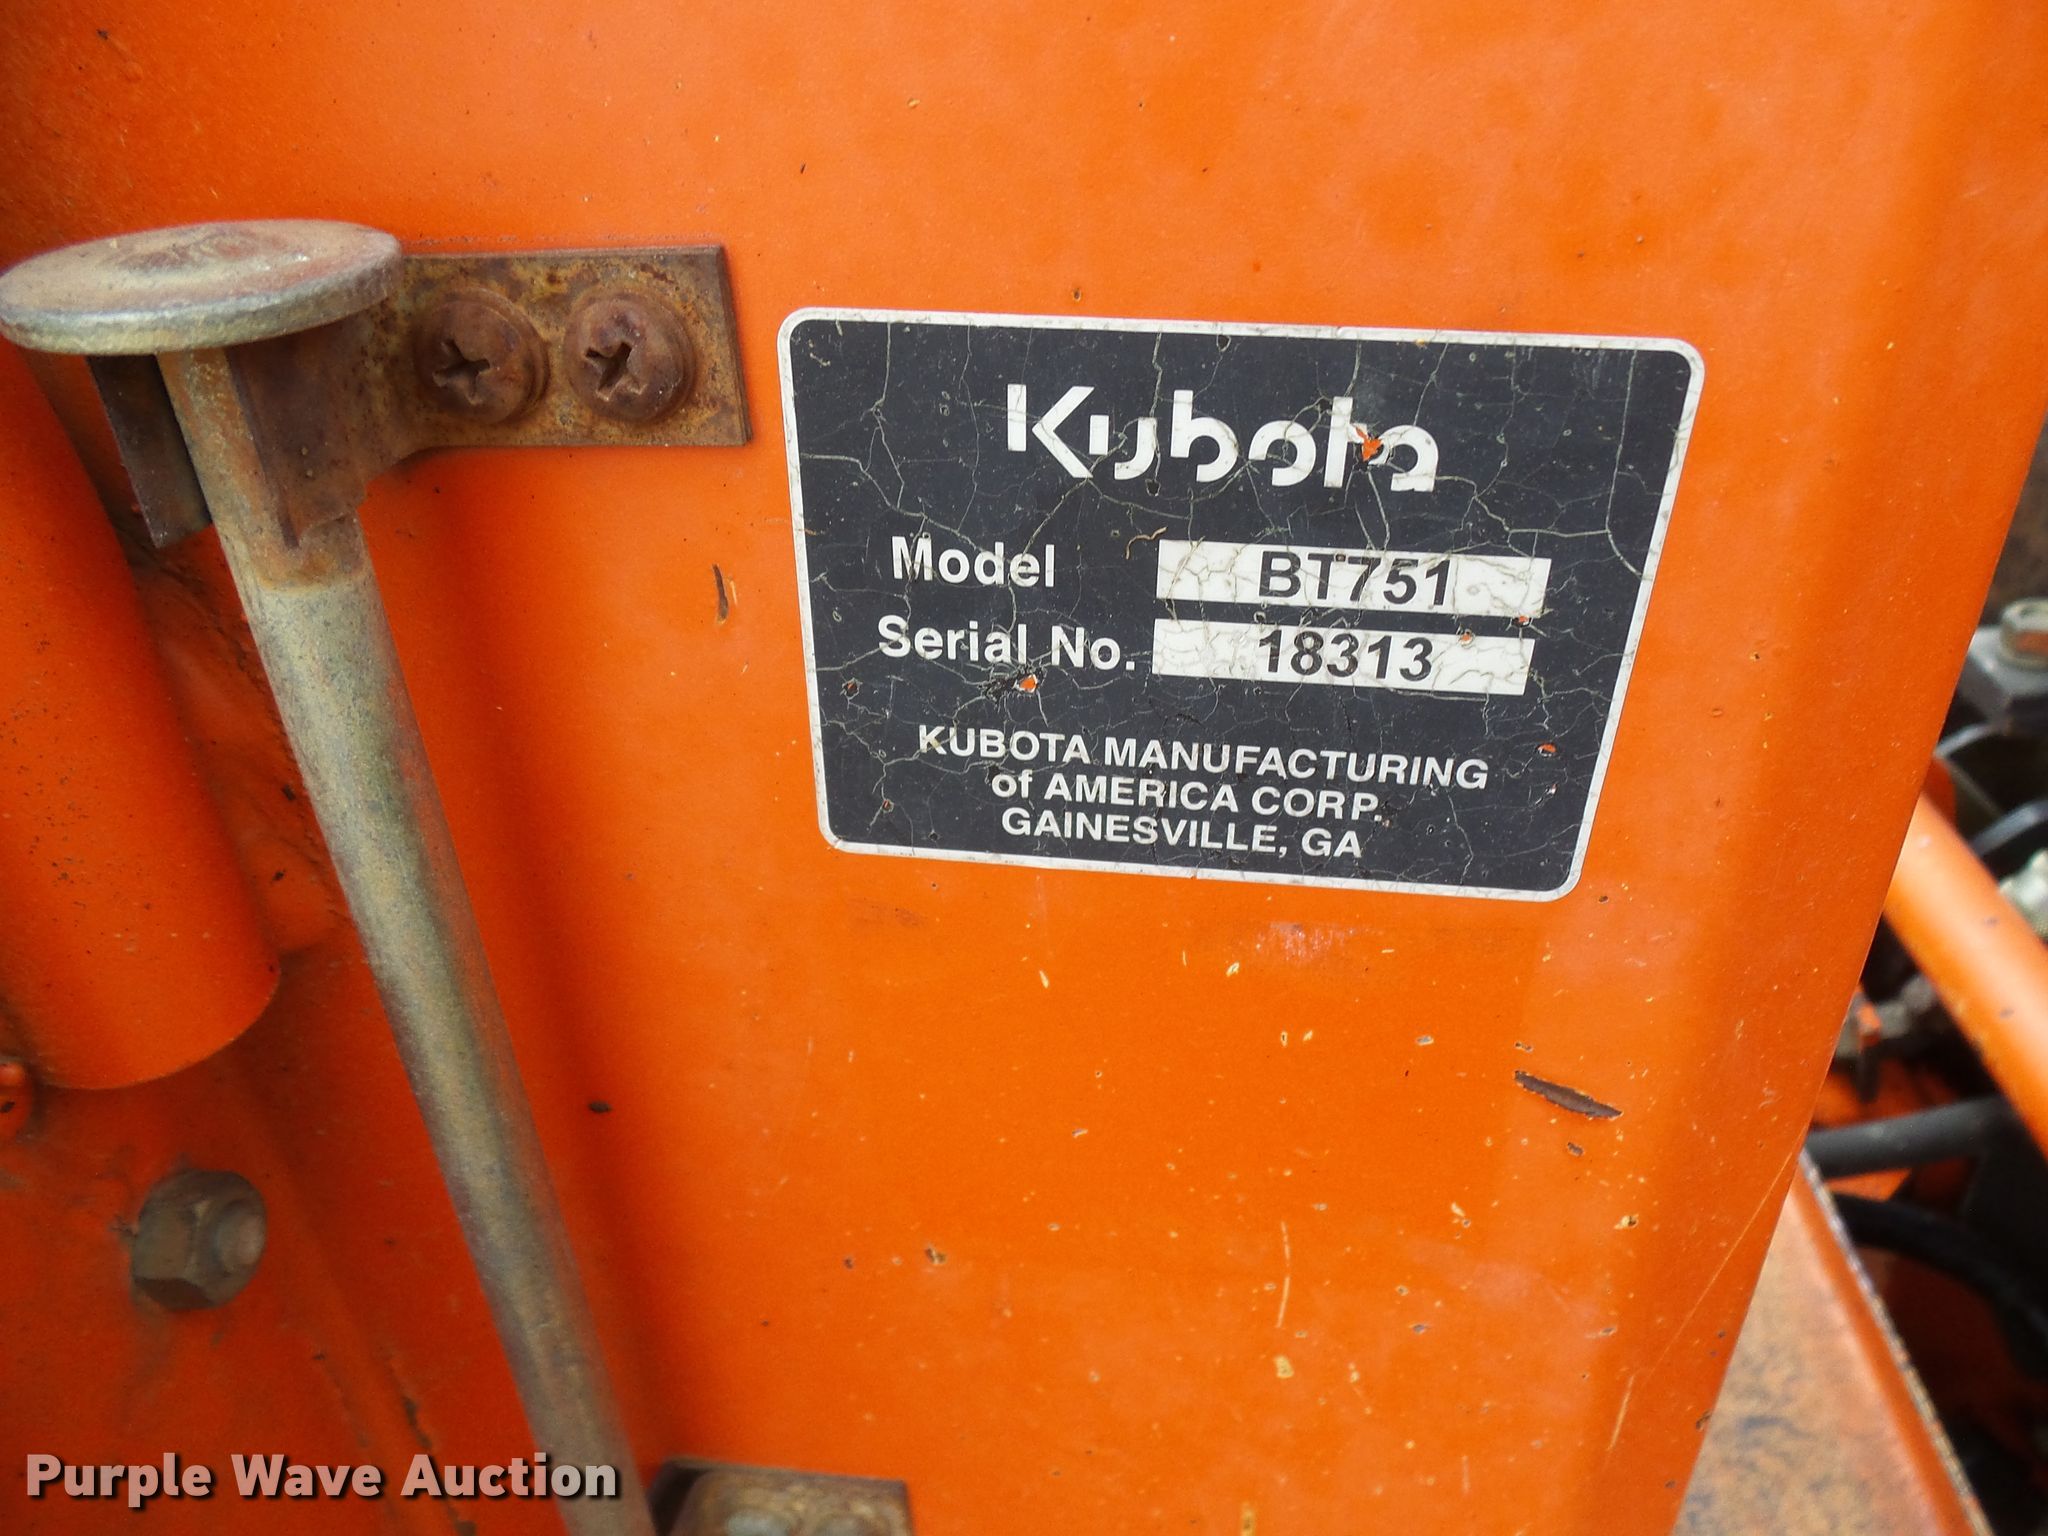 Kubota
Model BT751
Serial No. 18313
KUBOTA MANUFACTURING
of AMERICA CORP.
GAINESVILLE, GA
Purple Wave Auction